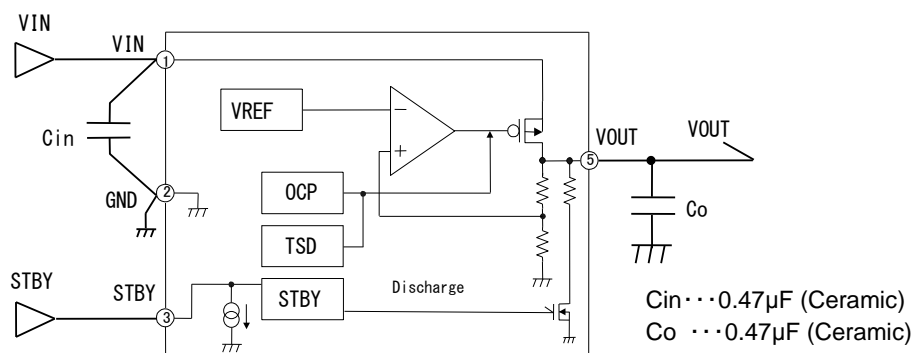 VIN
VIN
1
VREF
−
+
Cin
VOUT
VOUT
5
2
GND
OCP
Co
TSD
STBY
STBY
3
STBY
Discharge
Cin･･･0.47µF (Ceramic)
Co ･･･0.47µF (Ceramic)